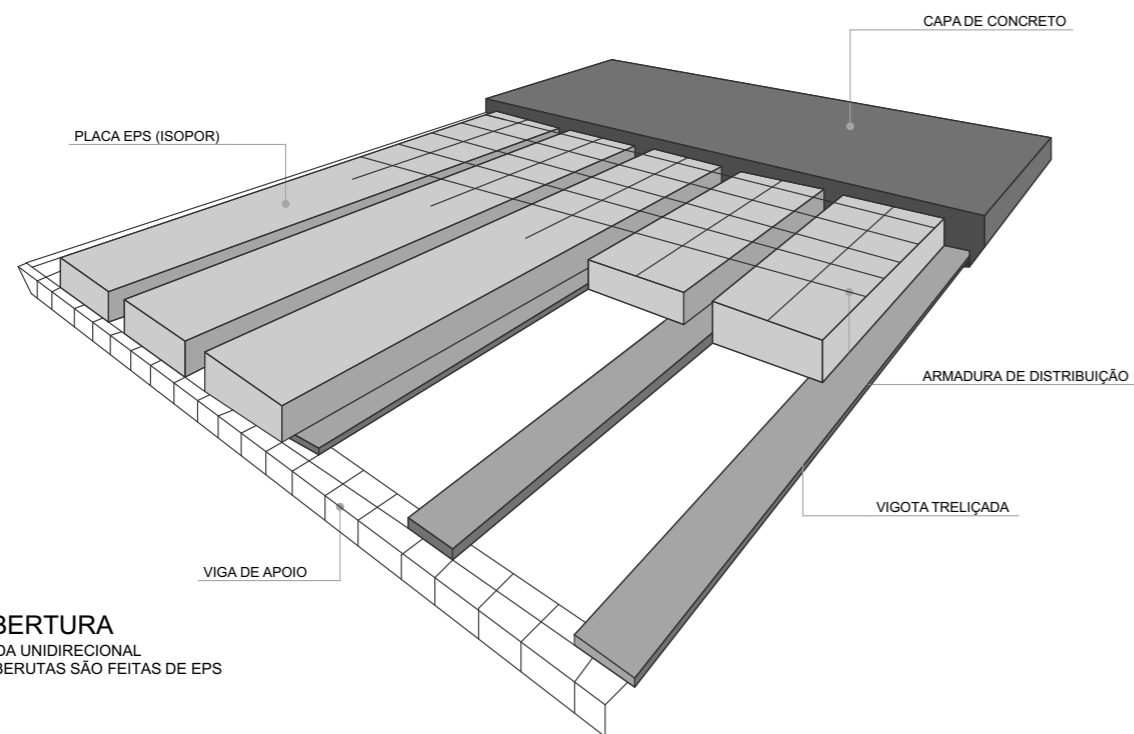 CAPA DE CONCRETO
PLACA EPS (ISOPOR)
ARMADURA DE DISTRIBUIÇÃO
VIGOTA TRELIÇADA
VIGA DE APOIO
BERTURA
DA UNIDIRECIONAL
BERUTAS SÃO FEITAS DE EPS